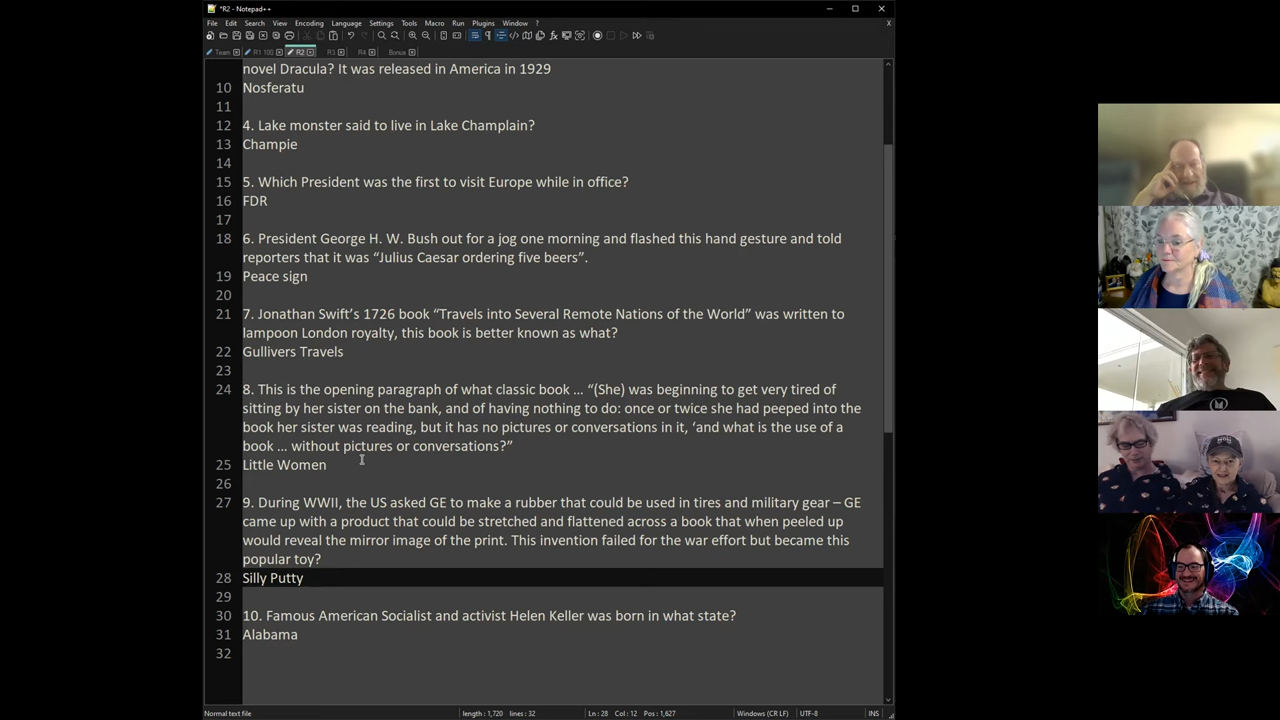 *R2 - Notepad++
File Edit Search View Encoding Language Settings Tools Macro Run Plugins Window ?
X
Team R1 100 R2 R3 R4 Bonus
novel Dracula? It was released in America in 1929
10 Nosferatu
11
12 4. Lake monster said to live in Lake Champlain?
13 Champie
14
15 5. Which President was the first to visit Europe while in office?
16 FDR
17
18 6. President George H. W. Bush out for a jog one morning and flashed this hand gesture and told
reporters that it was “Julius Caesar ordering five beers”.
19 Peace sign
20
21 7. Jonathan Swift’s 1726 book “Travels into Several Remote Nations of the World” was written to
lampoon London royalty, this book is better known as what?
22 Gullivers Travels
23
24 8. This is the opening paragraph of what classic book … “(She) was beginning to get very tired of
sitting by her sister on the bank, and of having nothing to do: once or twice she had peeped into the
book her sister was reading, but it has no pictures or conversations in it, ‘and what is the use of a
book … without pictures or conversations?”
25 Little Women
26
27 9. During WWII, the US asked GE to make a rubber that could be used in tires and military gear – GE
came up with a product that could be stretched and flattened across a book that when peeled up
would reveal the mirror image of the print. This invention failed for the war effort but became this
popular toy?
28 Silly Putty
29
30 10. Famous American Socialist and activist Helen Keller was born in what state?
31 Alabama
32
Normal text file length : 1,720 lines : 32 Ln : 28 Col : 12 Pos : 1,627 Windows (CR LF) UTF-8 INS